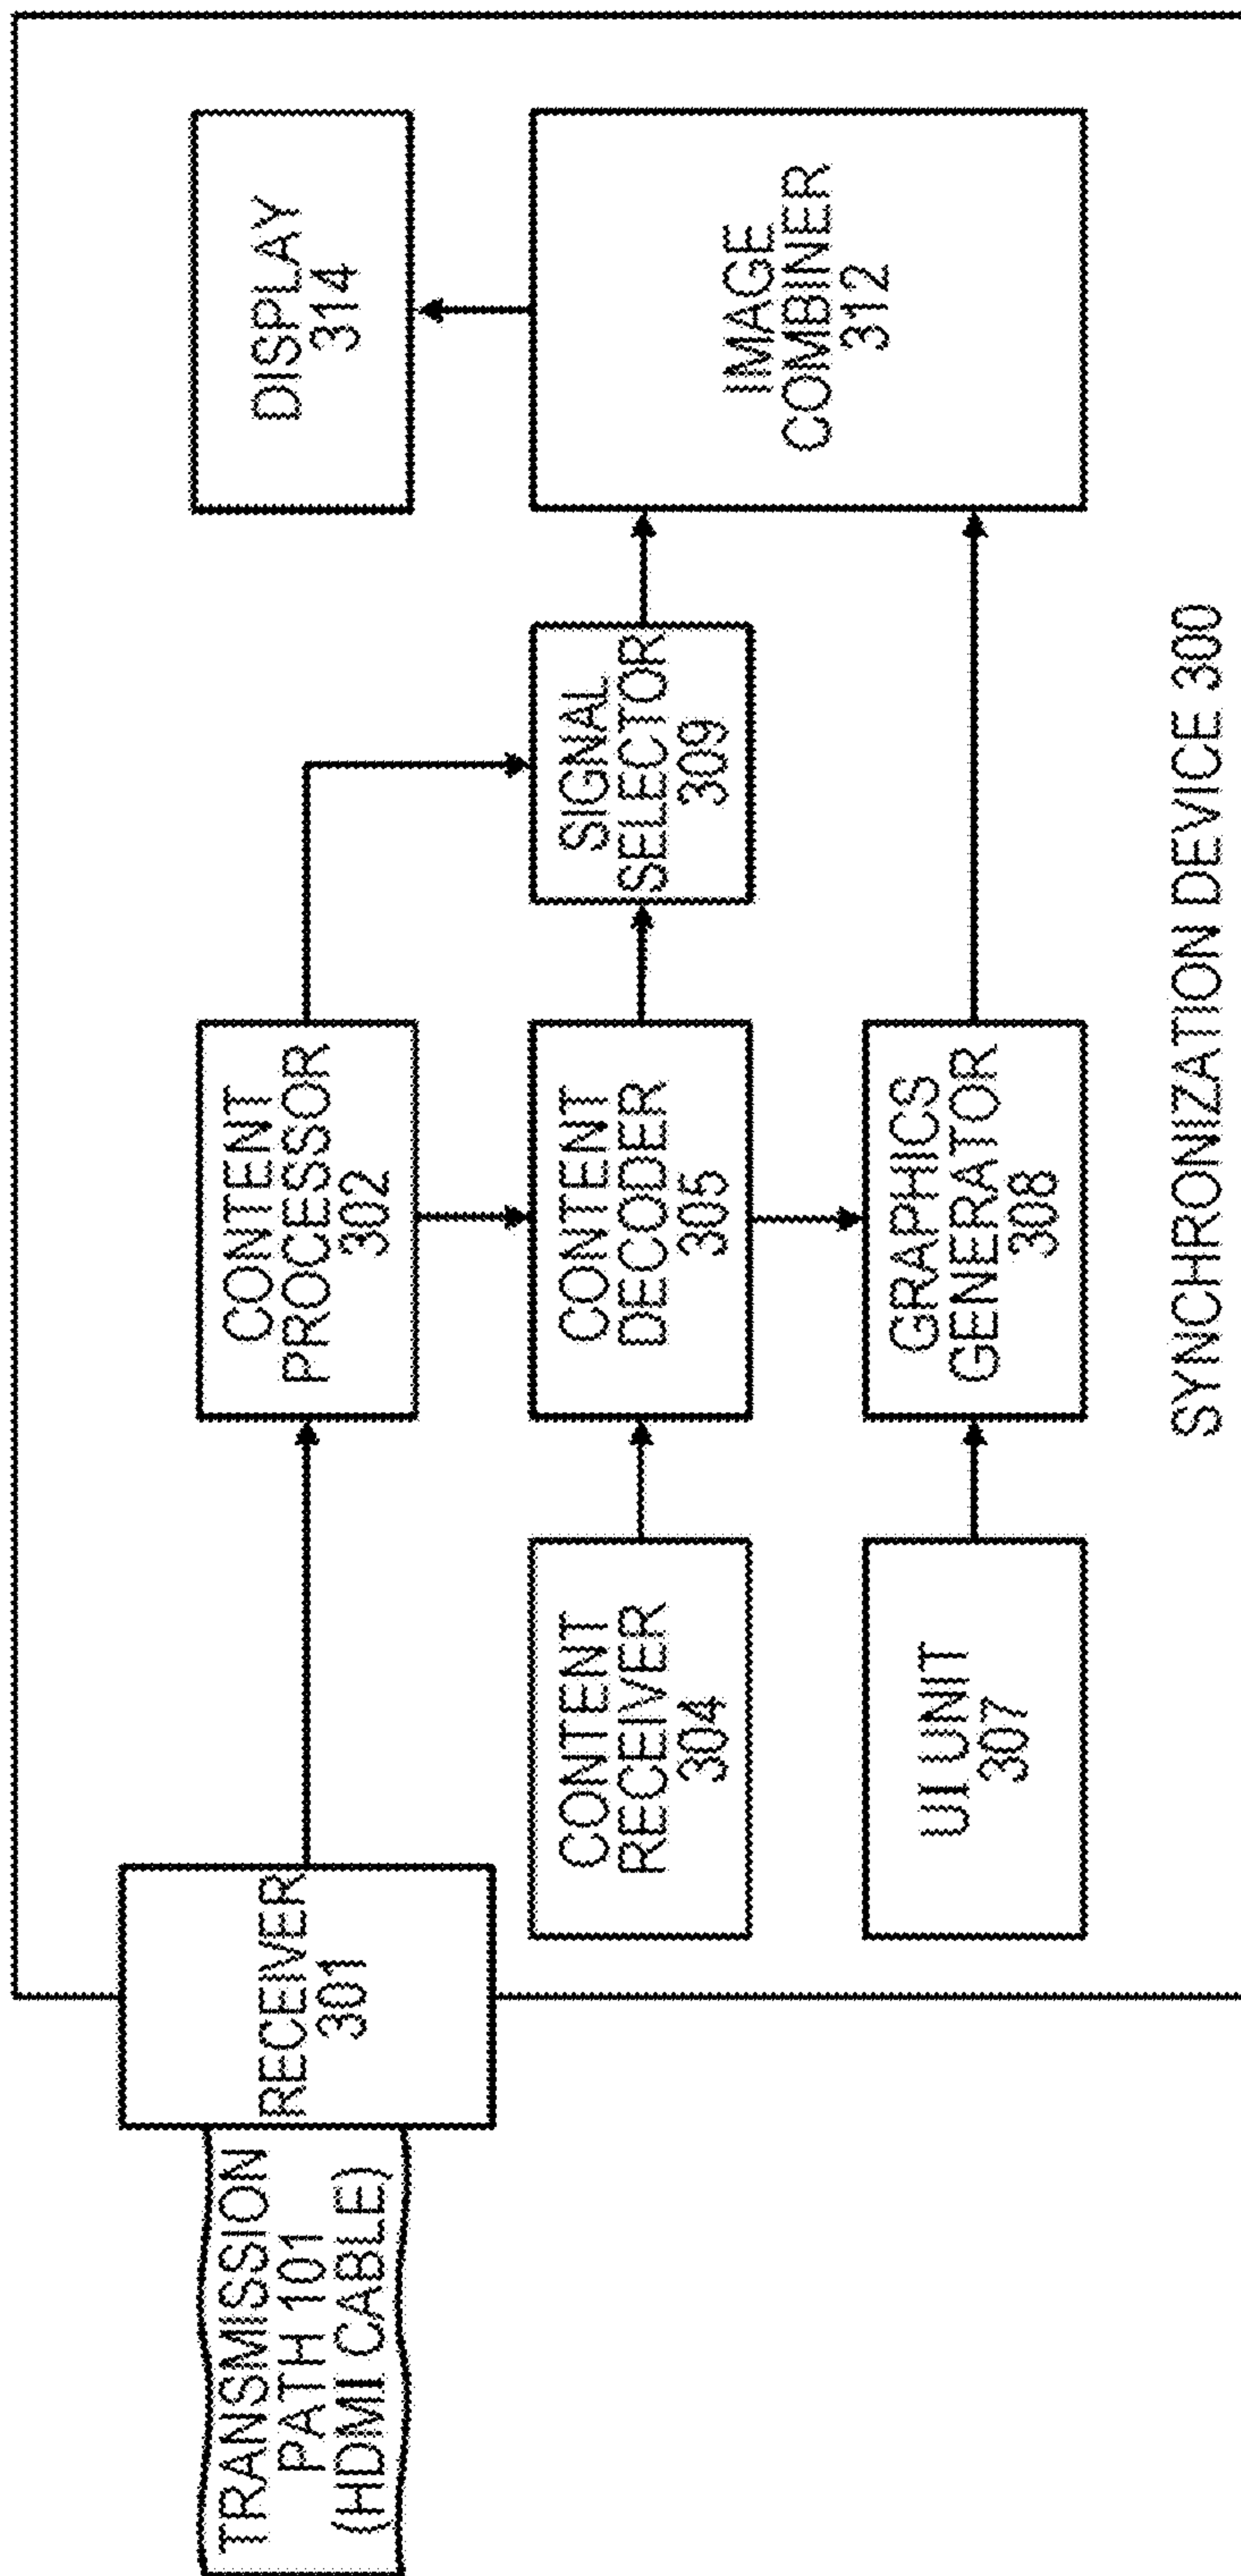 TRANSMISSION
PATH 101
(HDMI CABLE)
RECEIVER
301
CONTENT
PROCESSOR
302
DISPLAY
314
CONTENT
RECEIVER
304
CONTENT
DECODER
305
SIGNAL
SELECTOR
309
IMAGE
COMBINER
312
UI UNIT
307
GRAPHICS
GENERATOR
308
SYNCHRONIZATION DEVICE 300